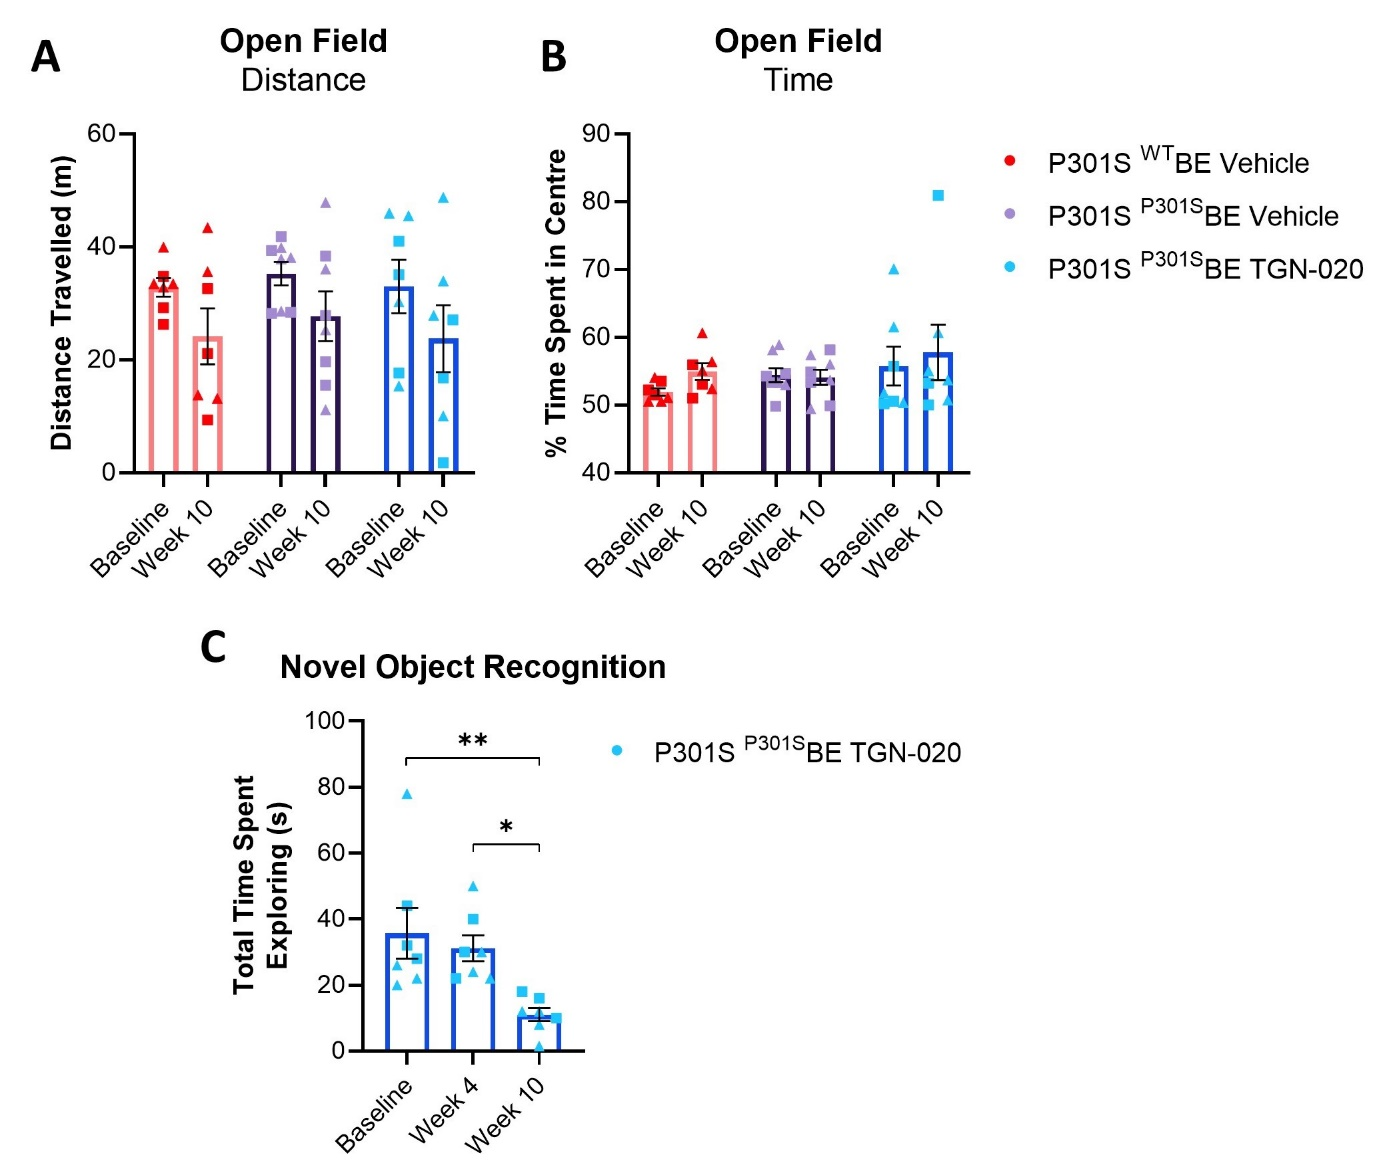 A
Open Field
Distance
Distance Travelled (m)
60
40
20
0
Baseline
Week 10
Baseline
Week 10
Baseline
Week 10
B
Open Field
Time
% Time Spent in Centre
90
80
70
60
50
40
Baseline
Week 10
Baseline
Week 10
Baseline
Week 10
P301S WTBE Vehicle
P301S P301SBE Vehicle
P301S P301SBE TGN-020
C
Novel Object Recognition
Total Time Spent
Exploring (s)
100
80
60
40
20
0
**
*
Baseline
Week 4
Week 10
P301S P301SBE TGN-020